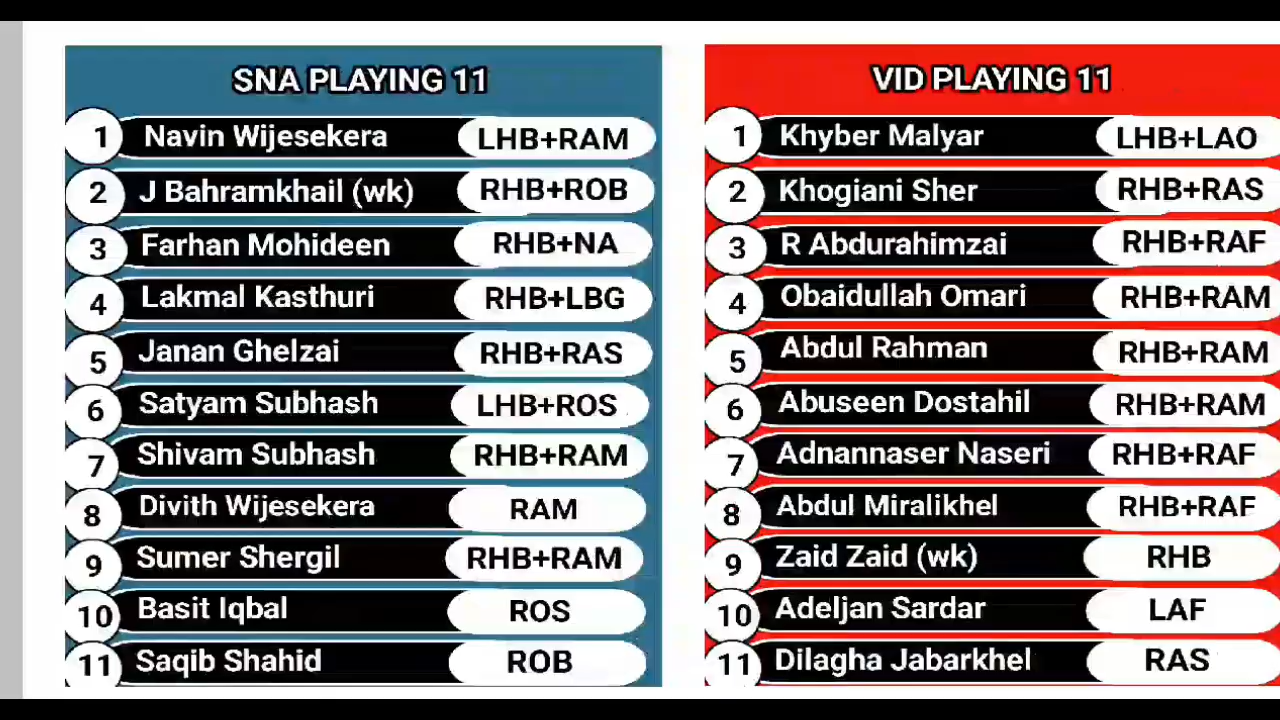 SNA PLAYING 11
1 Navin Wijesekera LHB+RAM
2 J Bahramkhail (wk) RHB+ROB
3 Farhan Mohideen RHB+NA
4 Lakmal Kasthuri RHB+LBG
5 Janan Ghelzai RHB+RAS
6 Satyam Subhash LHB+ROS
7 Shivam Subhash RHB+RAM
8 Divith Wijesekera RAM
9 Sumer Shergil RHB+RAM
10 Basit Iqbal ROS
11 Saqib Shahid ROB
VID PLAYING 11
1 Khyber Malyar LHB+LAO
2 Khogiani Sher RHB+RAS
3 R Abdurahimzai RHB+RAF
4 Obaidullah Omari RHB+RAM
5 Abdul Rahman RHB+RAM
6 Abuseen Dostahil RHB+RAM
7 Adnannaser Naseri RHB+RAF
8 Abdul Miralikhel RHB+RAF
9 Zaid Zaid (wk) RHB
10 Adeljan Sardar LAF
11 Dilagha Jabarkhel RAS